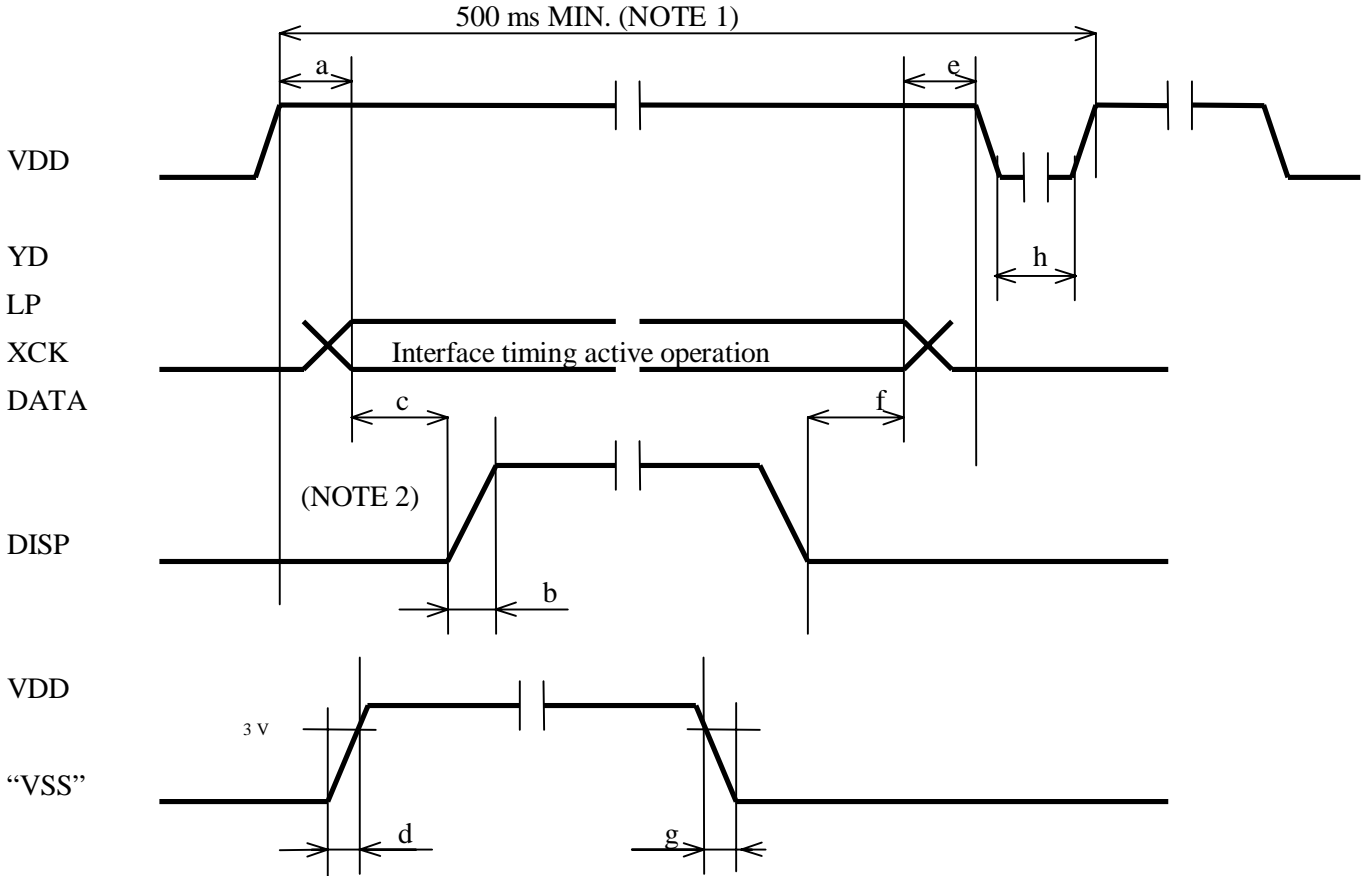 500 ms MIN. (NOTE 1)
a
e
VDD
YD
h
LP
XCK
Interface timing active operation
DATA
c
f
(NOTE 2)
DISP
b
VDD
3 V
“VSS”
d
g